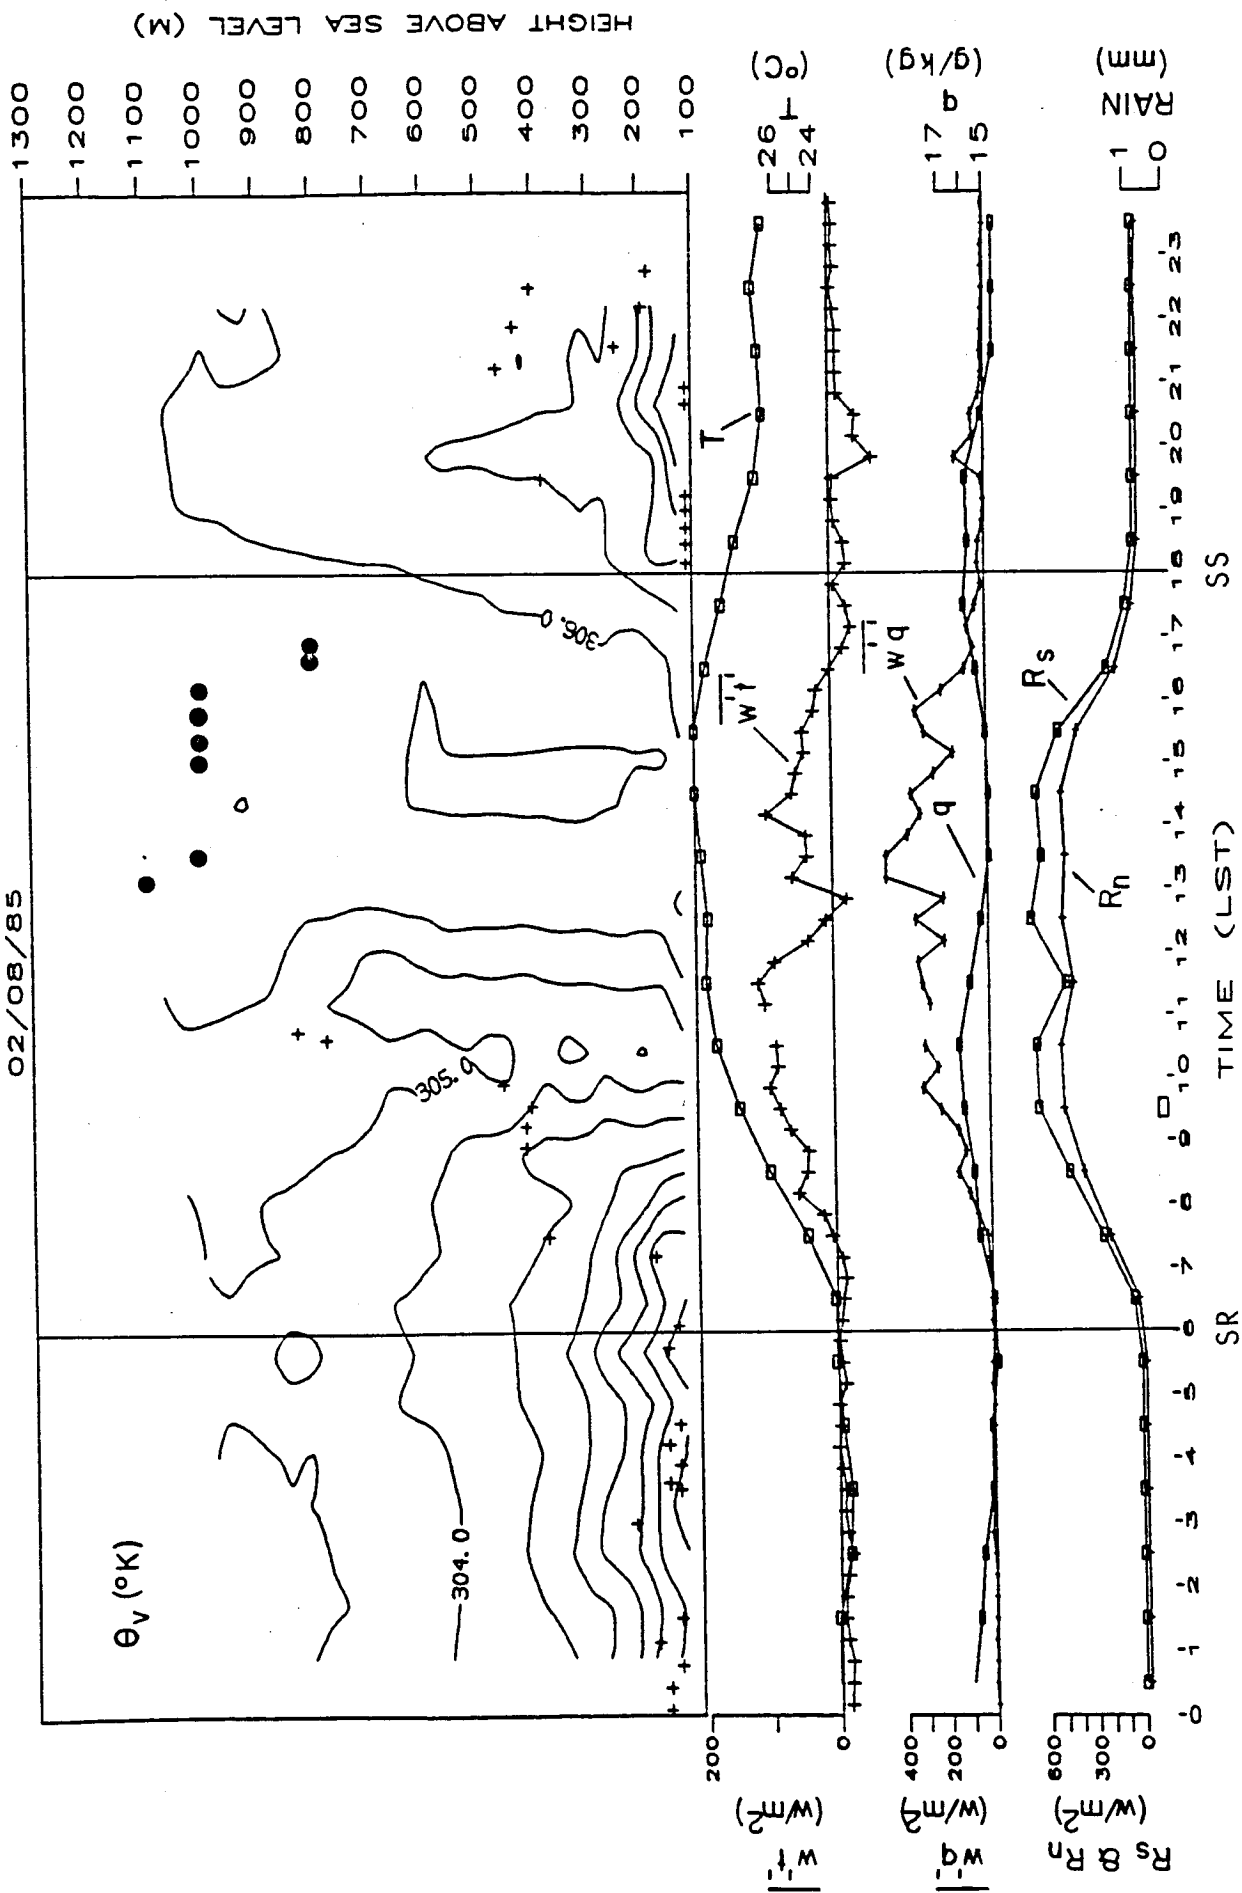 02/08/85
HEIGHT ABOVE SEA LEVEL (M)
1300
1200
1100
1000
900
800
700
600
500
400
300
200
100
θv (°K)
304.0
305.0
306.0
T (°C)
26
24
q (g/kg)
17
15
RAIN (mm)
1
0
T
w't'
w'q'
q
Rs
Rn
w't' (w/m²)
200
0
w'q' (w/m²)
400
200
0
Rs & Rn (w/m²)
600
300
0
0 1 2 3 4 5 6 7 8 9 10 11 12 13 14 15 16 17 18 19 20 21 22 23
SR
SS
TIME (LST)